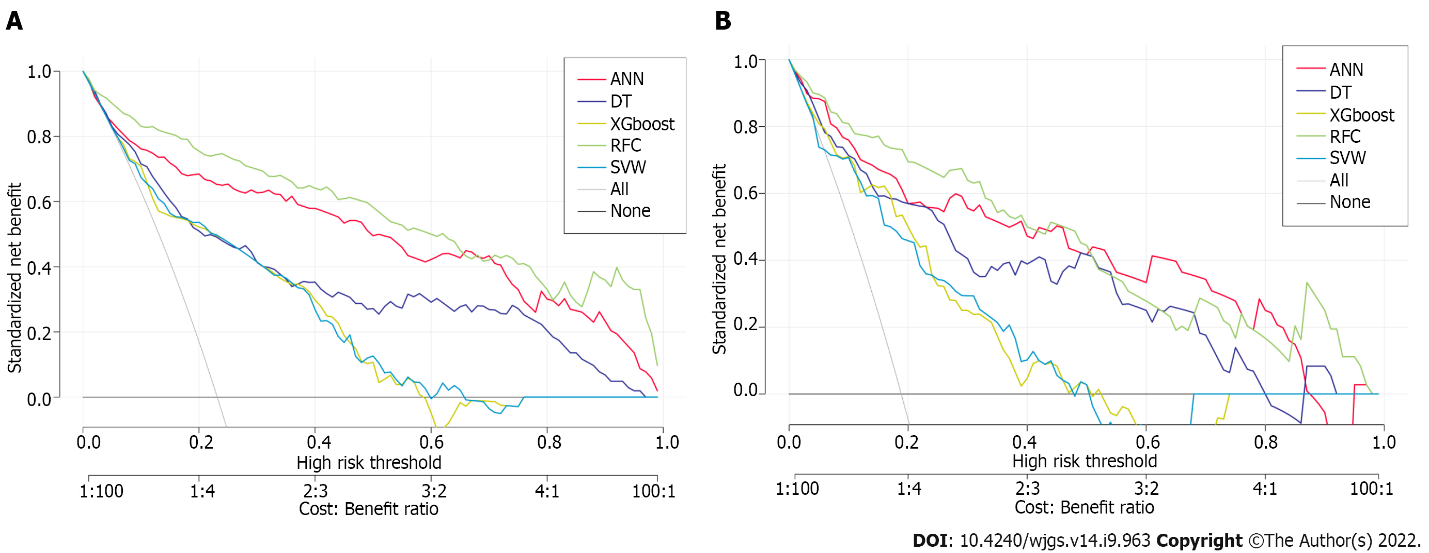 A
Standardized net benefit
1.0
0.8
0.6
0.4
0.2
0.0
ANN
DT
XGboost
RFC
SVW
All
None
0.0 0.2 0.4 0.6 0.8 1.0
High risk threshold
1:100 1:4 2:3 3:2 4:1 100:1
Cost: Benefit ratio
B
Standardized net benefit
1.0
0.8
0.6
0.4
0.2
0.0
ANN
DT
XGboost
RFC
SVW
All
None
0.0 0.2 0.4 0.6 0.8 1.0
High risk threshold
1:100 1:4 2:3 3:2 4:1 100:1
Cost: Benefit ratio
DOI: 10.4240/wjgs.v14.i9.963 Copyright ©The Author(s) 2022.